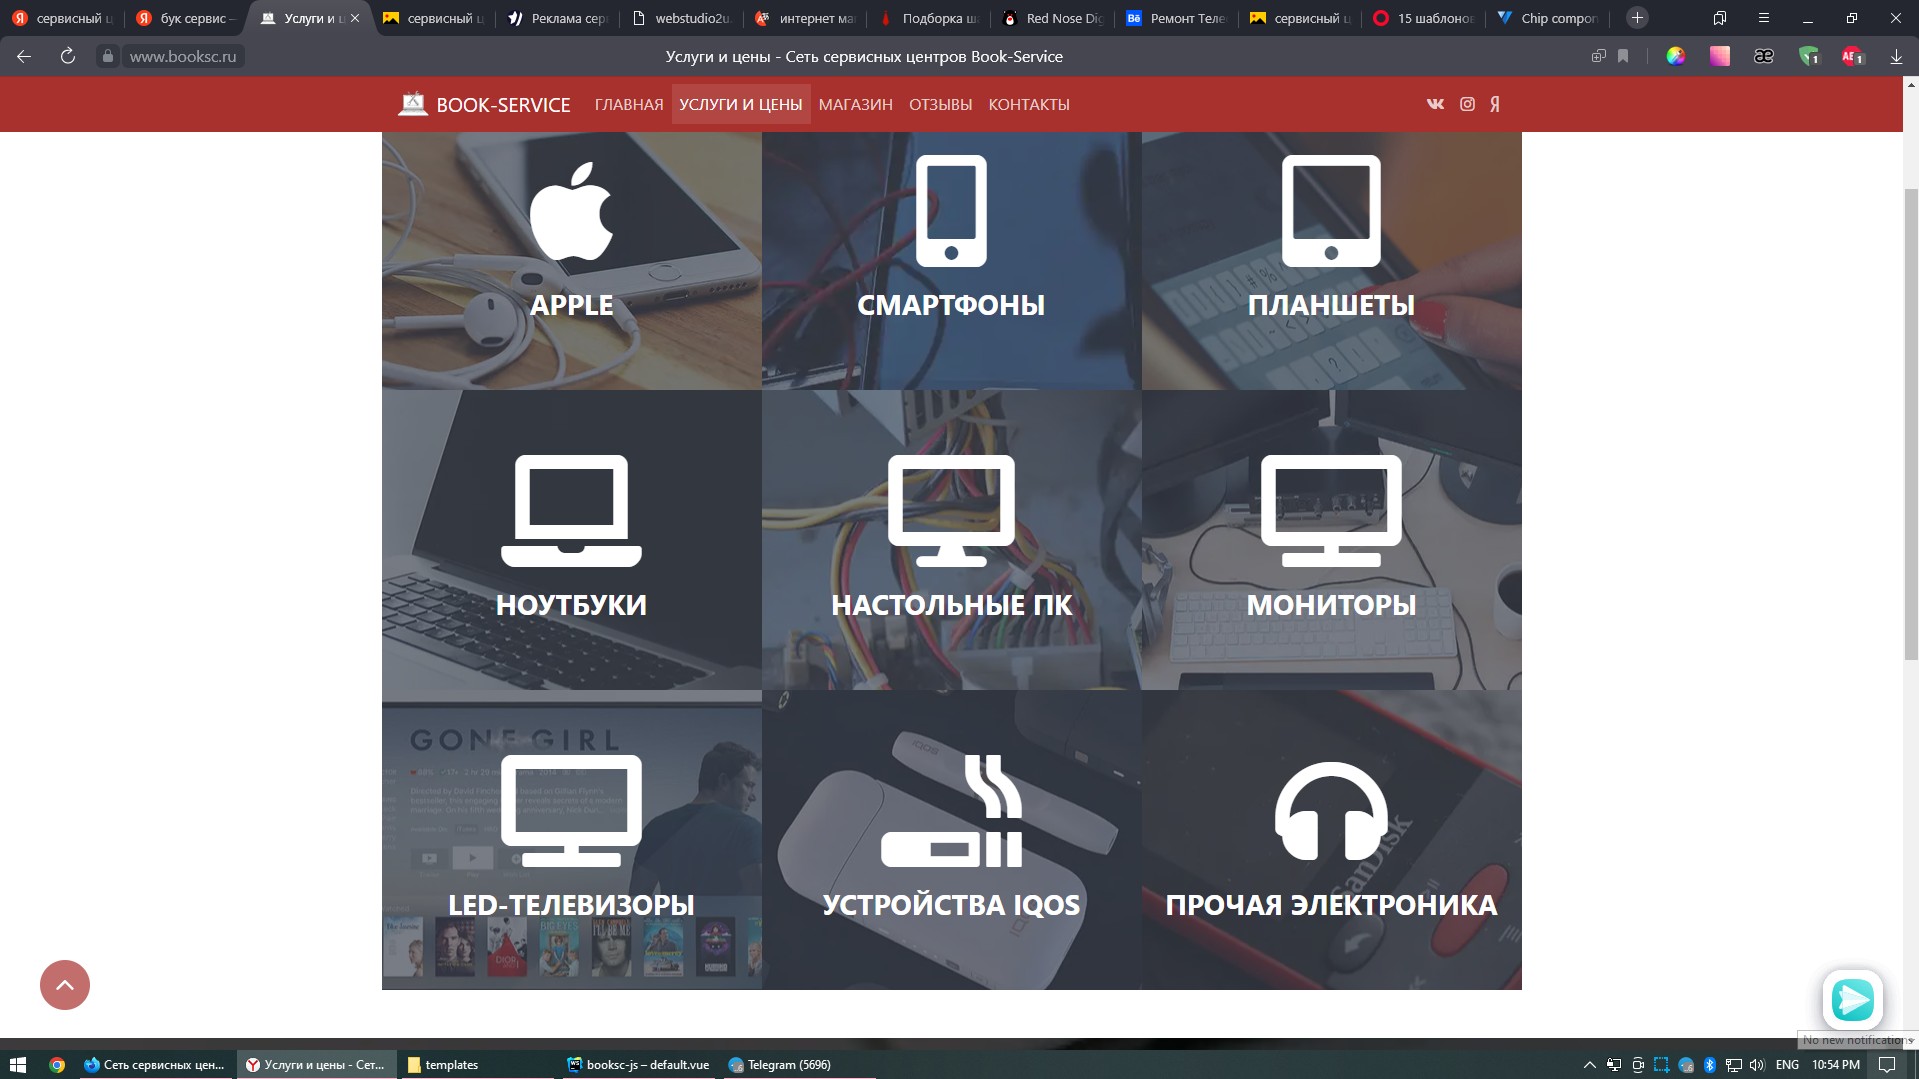 сервисный ц
бук сервис –
Услуги и ц
сервисный ц
Реклама сер
webstudio2u.
интернет ма
Подборка ш
Red Nose Dig
Ремонт Теле
сервисный ц
15 шаблонов
Chip compon
www.booksc.ru
Услуги и цены - Сеть сервисных центров Book-Service
BOOK-SERVICE
ГЛАВНАЯ
УСЛУГИ И ЦЕНЫ
МАГАЗИН
ОТЗЫВЫ
КОНТАКТЫ
APPLE
СМАРТФОНЫ
ПЛАНШЕТЫ
НОУТБУКИ
НАСТОЛЬНЫЕ ПК
МОНИТОРЫ
GONE GIRL
IQOS
SanDisk
LED-ТЕЛЕВИЗОРЫ
УСТРОЙСТВА IQOS
ПРОЧАЯ ЭЛЕКТРОНИКА
No new notifications
Сеть сервисных цен...
Услуги и цены - Сет...
templates
booksc-js – default.vue
Telegram (5696)
ENG
10:54 PM